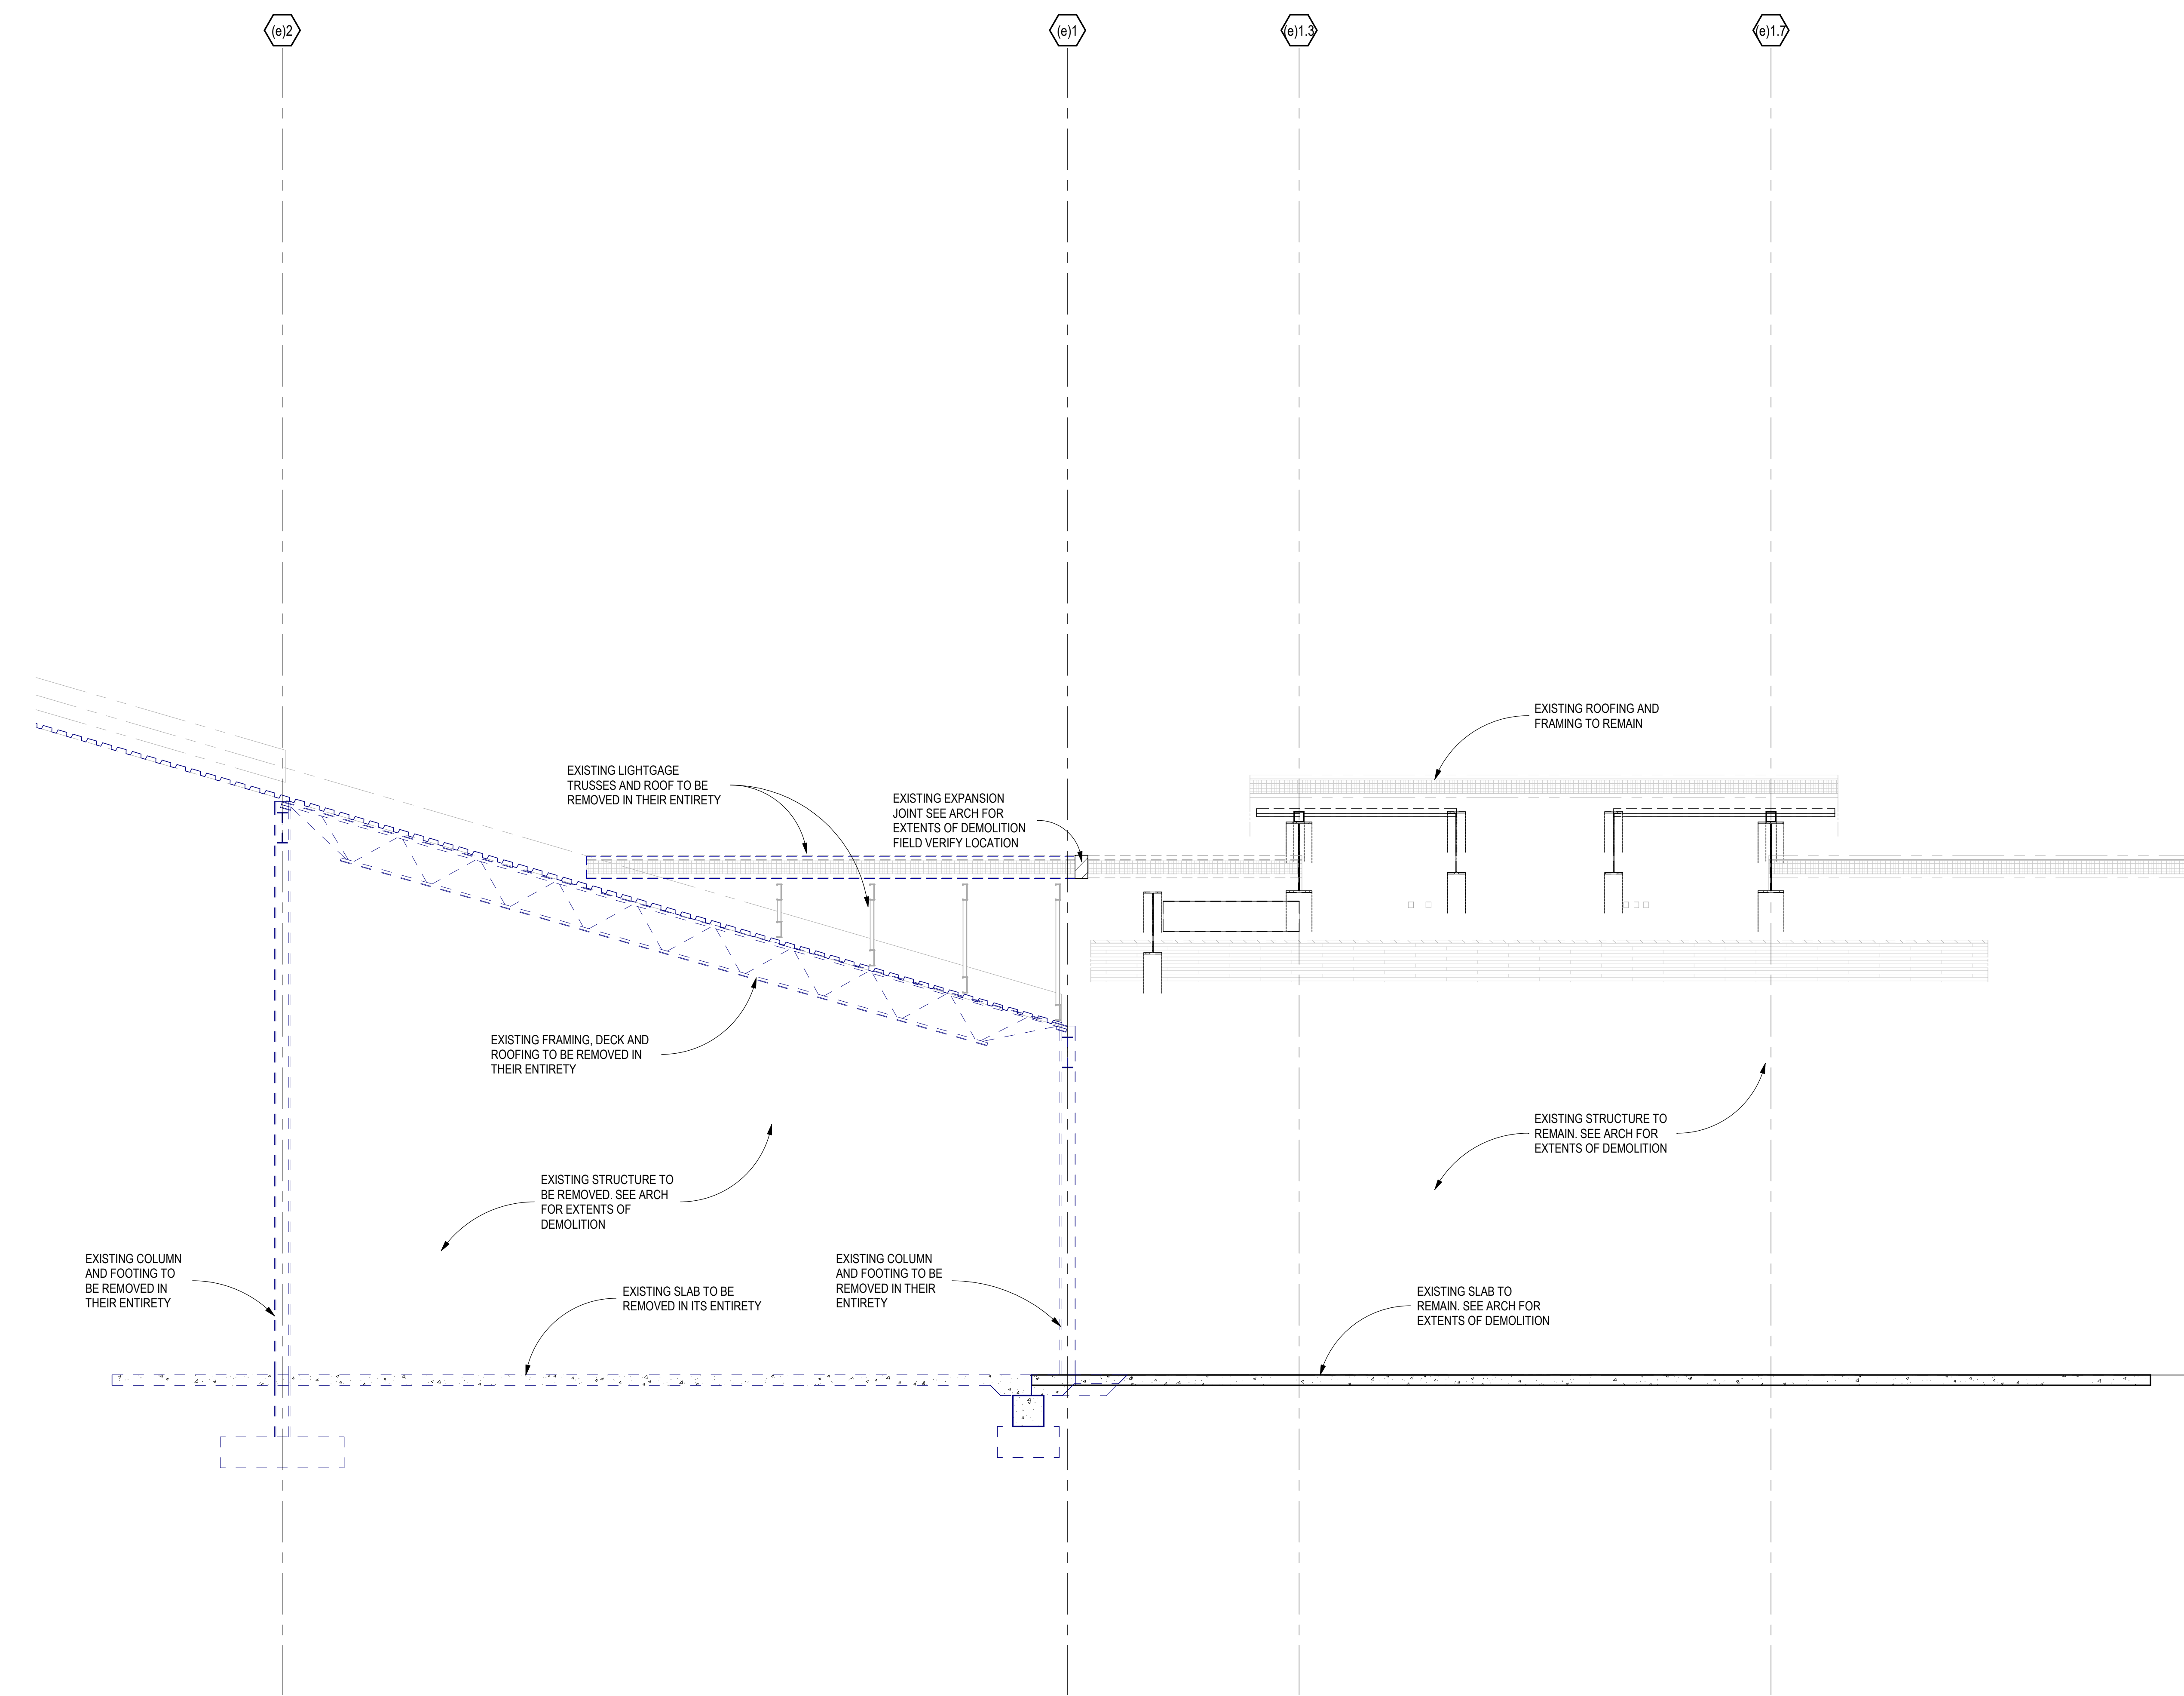 (e)2
(e)1
(e)1.3
(e)1.7
EXISTING ROOFING AND
FRAMING TO REMAIN
EXISTING LIGHTGAGE
TRUSSES AND ROOF TO BE
REMOVED IN THEIR ENTIRETY
EXISTING EXPANSION
JOINT SEE ARCH FOR
EXTENTS OF DEMOLITION
FIELD VERIFY LOCATION
EXISTING FRAMING, DECK AND
ROOFING TO BE REMOVED IN
THEIR ENTIRETY
EXISTING STRUCTURE TO
REMAIN. SEE ARCH FOR
EXTENTS OF DEMOLITION
EXISTING STRUCTURE TO
BE REMOVED. SEE ARCH
FOR EXTENTS OF
DEMOLITION
EXISTING COLUMN
AND FOOTING TO
BE REMOVED IN
THEIR ENTIRETY
EXISTING SLAB TO BE
REMOVED IN ITS ENTIRETY
EXISTING COLUMN
AND FOOTING TO BE
REMOVED IN THEIR
ENTIRETY
EXISTING SLAB TO
REMAIN. SEE ARCH FOR
EXTENTS OF DEMOLITION